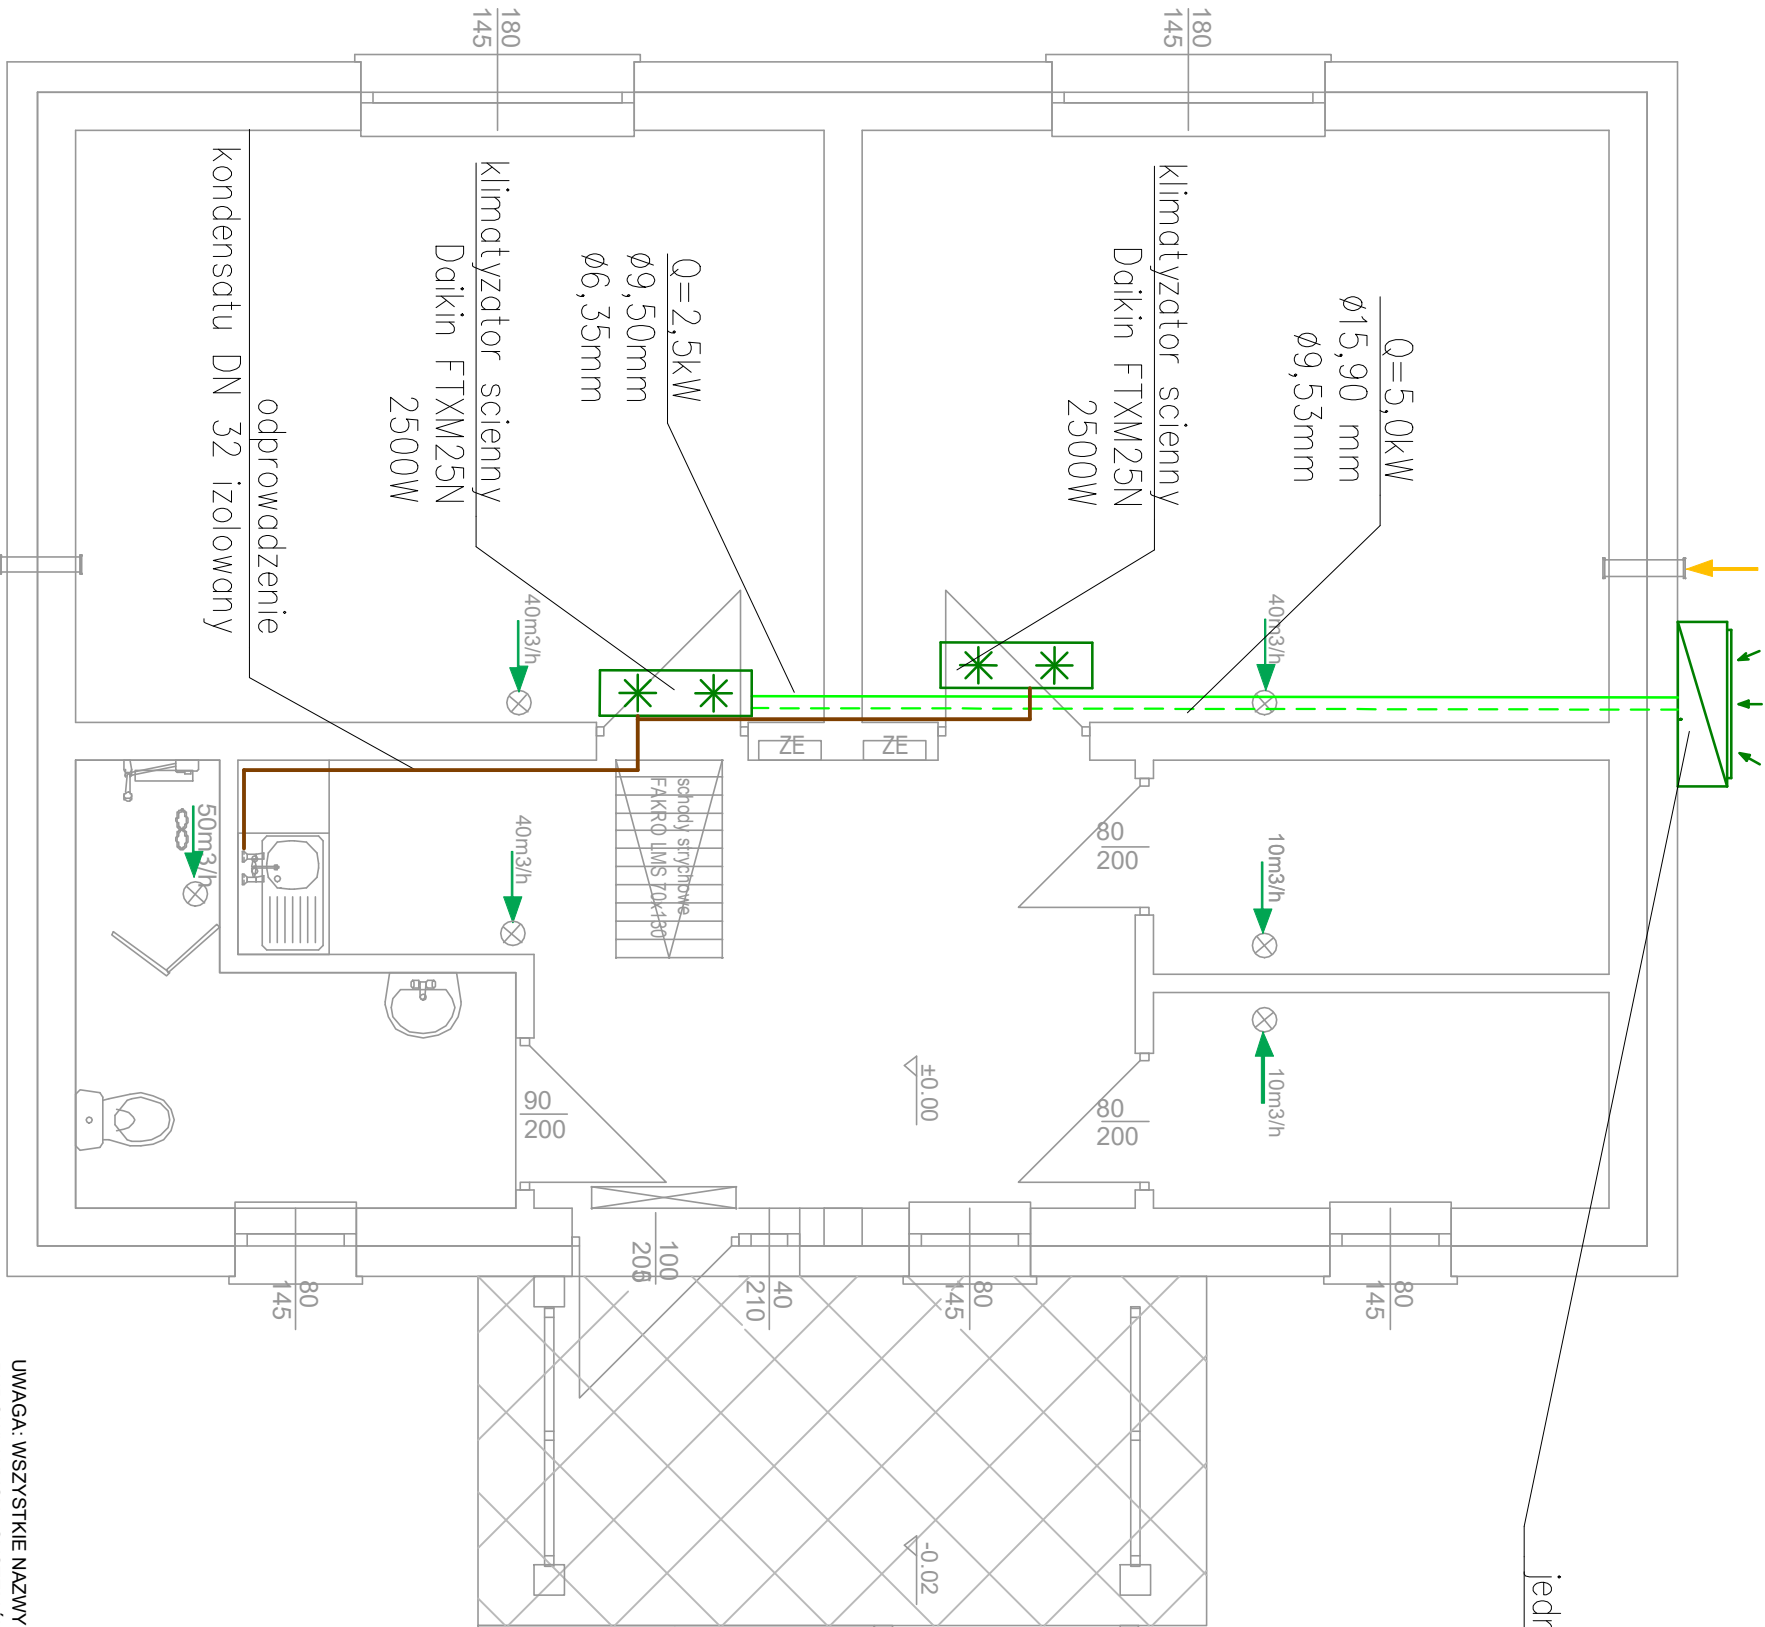 180
145
180
145
Q=5,0kW
ø15,90 mm
ø9,53mm
klimatyzator scienny
Daikin FTXM25N
2500W
Q=2,5kW
ø9,50mm
ø6,35mm
klimatyzator scienny
Daikin FTXM25N
2500W
odprowadzenie
kondensatu DN 32 izolowany
40m3/h
40m3/h
ZE
ZE
schody strychowe
FAKRO LMS 70x130
50m3/h
40m3/h
10m3/h
10m3/h
80
200
80
200
90
200
±0.00
100
40
210
80
145
80
145
80
145
-0.02
UWAGA: WSZYSTKIE NAZWY